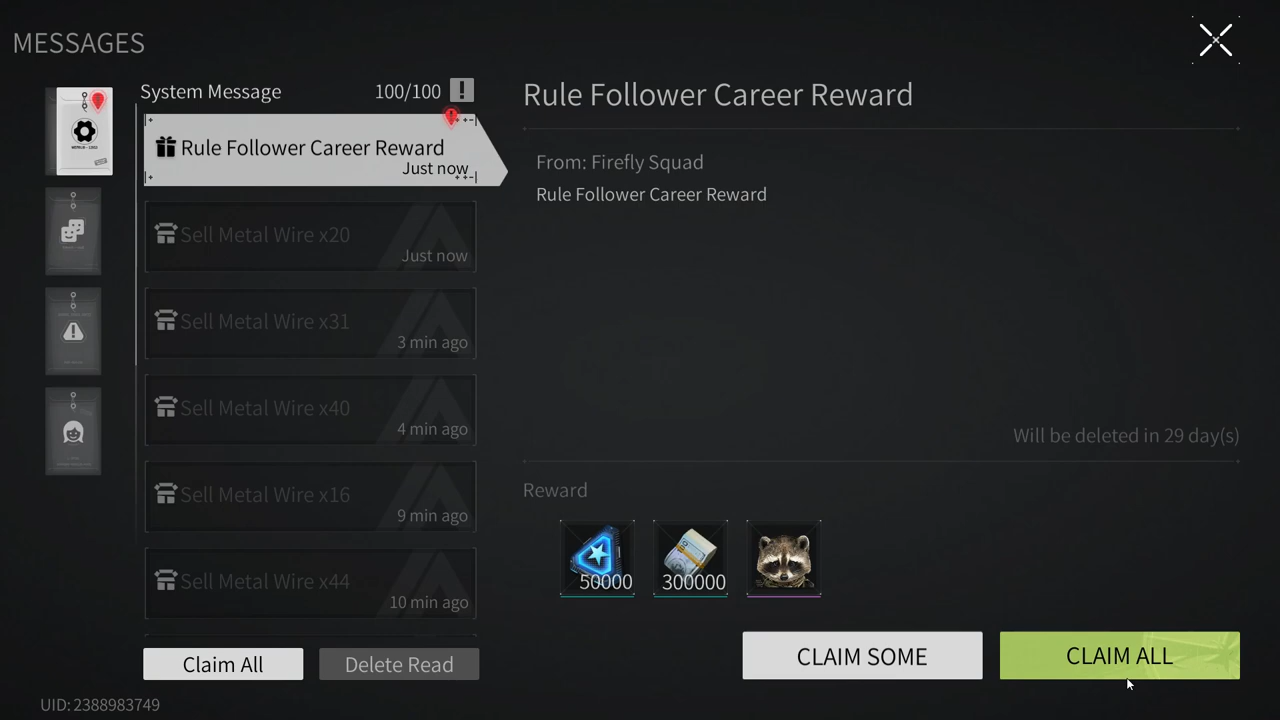 MESSAGES
System Message 100/100
Rule Follower Career Reward
Just now
Sell Metal Wire x20
Just now
Sell Metal Wire x31
3 min ago
Sell Metal Wire x40
4 min ago
Sell Metal Wire x16
9 min ago
Sell Metal Wire x44
10 min ago
Claim All
Delete Read
UID: 2388983749
Rule Follower Career Reward
From: Firefly Squad
Rule Follower Career Reward
Will be deleted in 29 day(s)
Reward
50000
300000
CLAIM SOME
CLAIM ALL